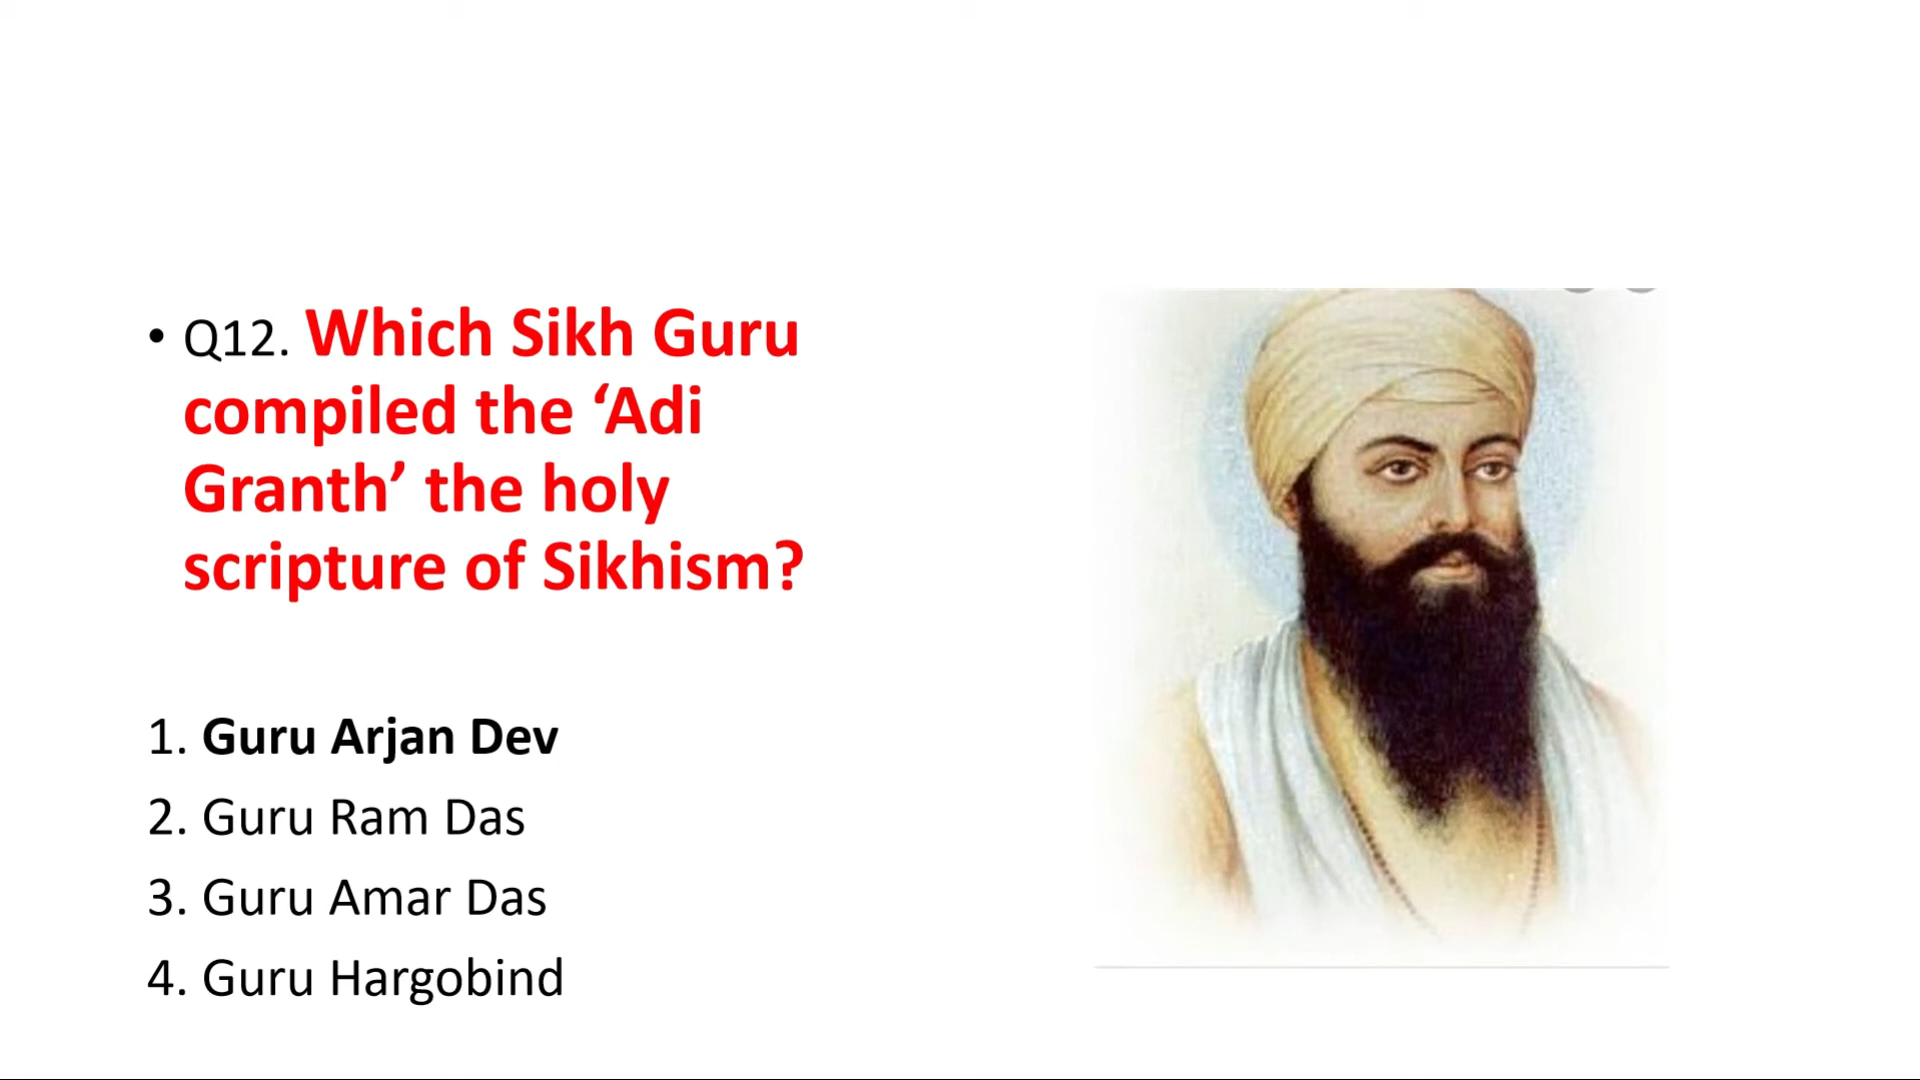 • Q12. Which Sikh Guru
compiled the ‘Adi
Granth’ the holy
scripture of Sikhism?
1. Guru Arjan Dev
2. Guru Ram Das
3. Guru Amar Das
4. Guru Hargobind